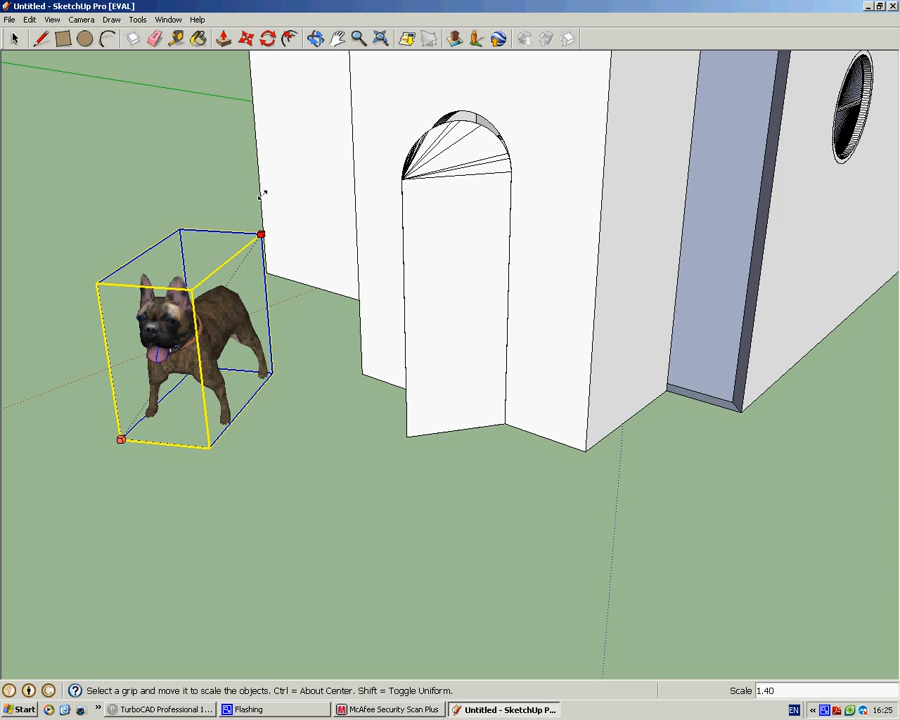 Untitled - SketchUp Pro [EVAL]
File Edit View Camera Draw Tools Window Help
Select a grip and move it to scale the objects. Ctrl = About Center. Shift = Toggle Uniform.
Scale 1.40
Start » TurboCAD Professional 1... Flashing McAfee Security Scan Plus Untitled - SketchUp P... EN « 16:25